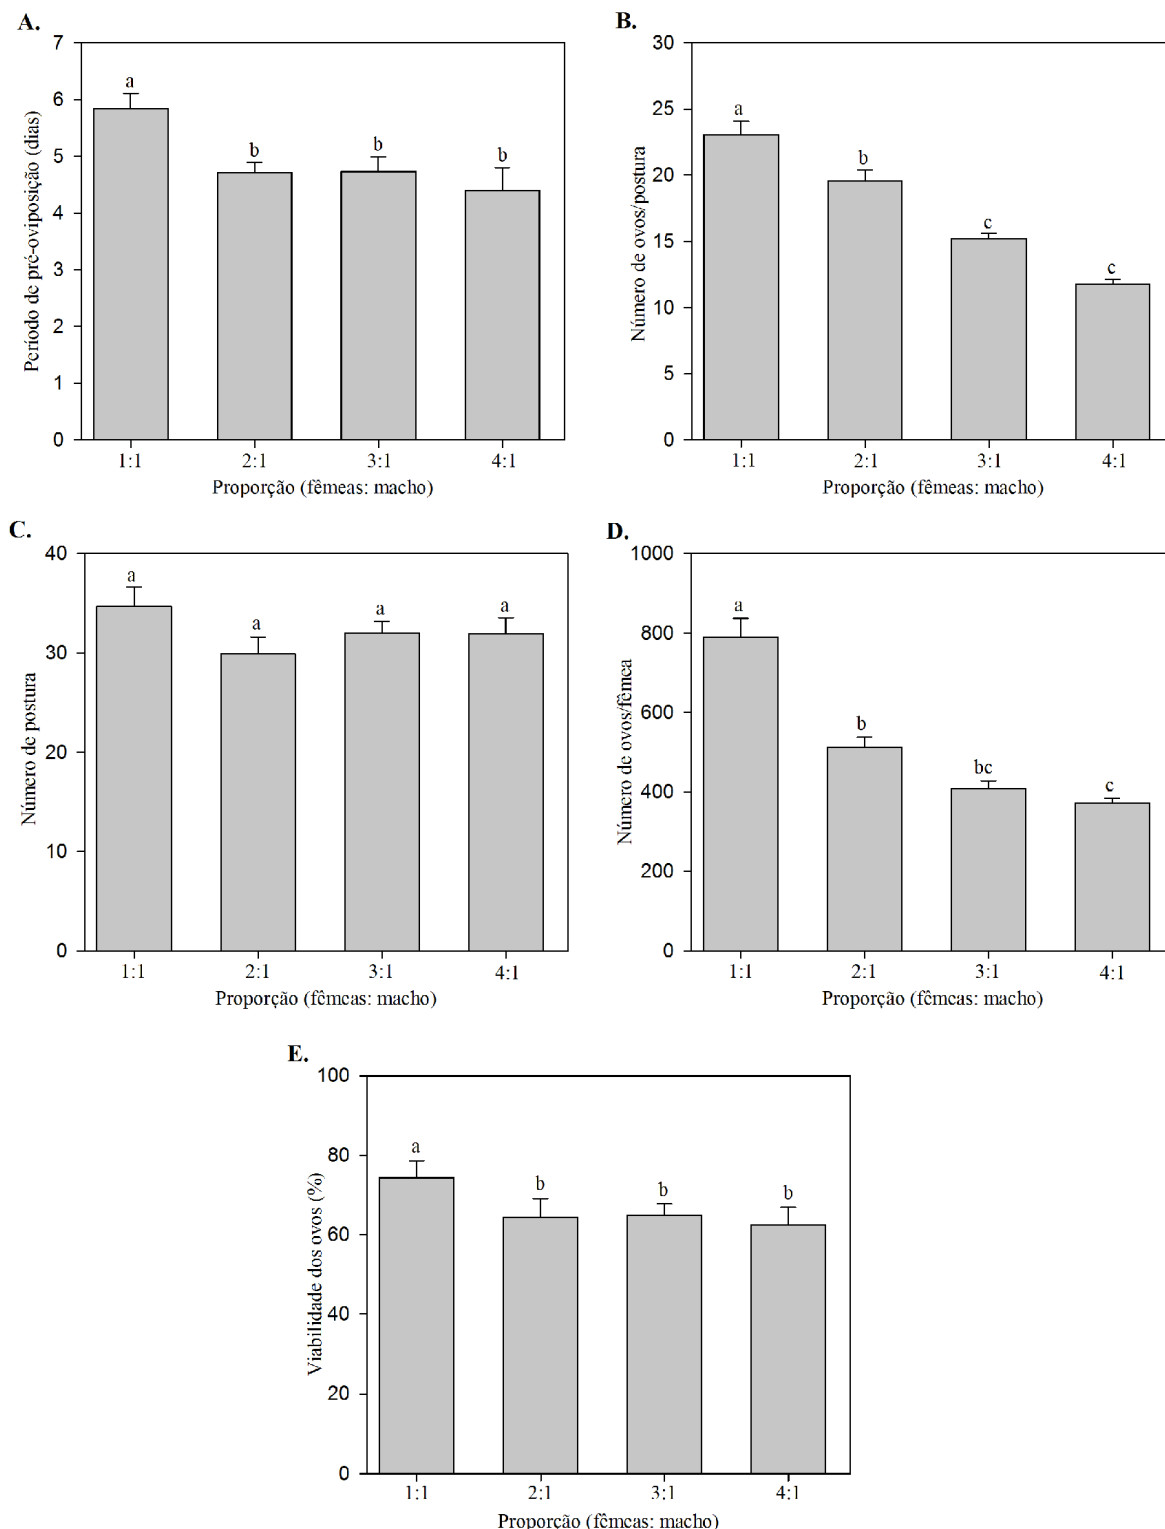 A.
7
6
5
4
3
2
1
0
Período de pré-oviposição (dias)
a
b
b
b
1:1 2:1 3:1 4:1
Proporção (fêmeas: macho)
B.
30
25
20
15
10
5
0
Número de ovos/postura
a
b
c
c
1:1 2:1 3:1 4:1
Proporção (fêmeas: macho)
C.
40
30
20
10
0
Número de postura
a
a
a
a
1:1 2:1 3:1 4:1
Proporção (fêmeas: macho)
D.
1000
800
600
400
200
0
Número de ovos/fêmea
a
b
bc
c
1:1 2:1 3:1 4:1
Proporção (fêmeas: macho)
E.
100
80
60
40
20
0
Viabilidade dos ovos (%)
a
b
b
b
1:1 2:1 3:1 4:1
Proporção (fêmeas: macho)